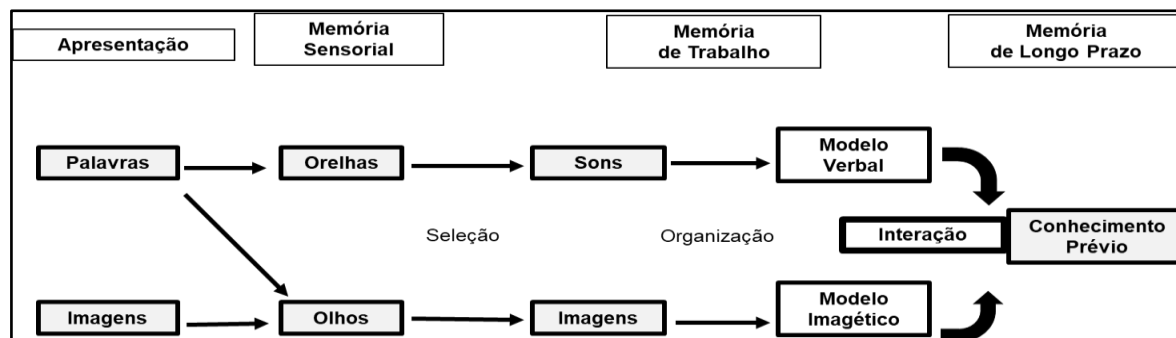 Apresentação
Memória
Sensorial
Memória
de Trabalho
Memória
de Longo Prazo
Palavras
Orelhas
Sons
Modelo
Verbal
Seleção
Organização
Interação
Conhecimento
Prévio
Imagens
Olhos
Imagens
Modelo
Imagético